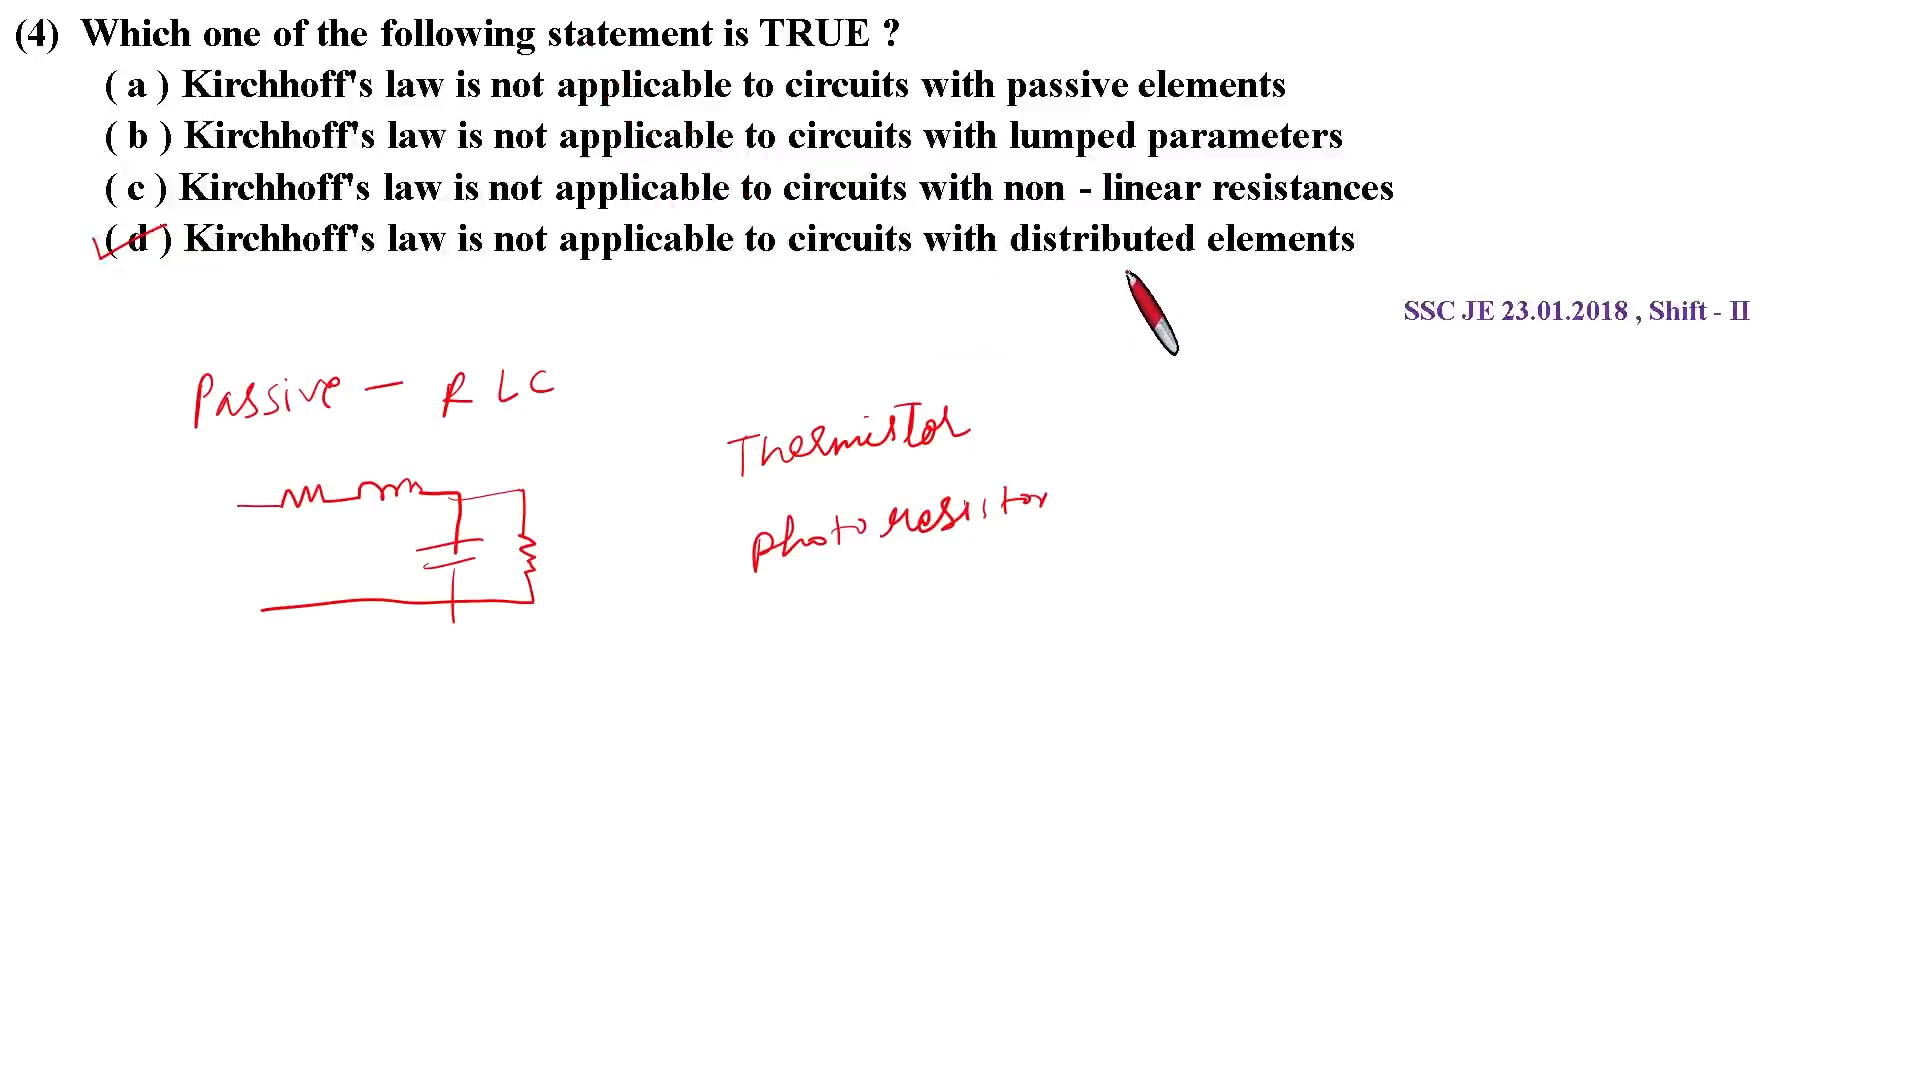 (4) Which one of the following statement is TRUE ?
( a ) Kirchhoff's law is not applicable to circuits with passive elements
( b ) Kirchhoff's law is not applicable to circuits with lumped parameters
( c ) Kirchhoff's law is not applicable to circuits with non - linear resistances
( d ) Kirchhoff's law is not applicable to circuits with distributed elements
SSC JE 23.01.2018 , Shift - II
Passive — R L C
Thermistor
Photo resistor